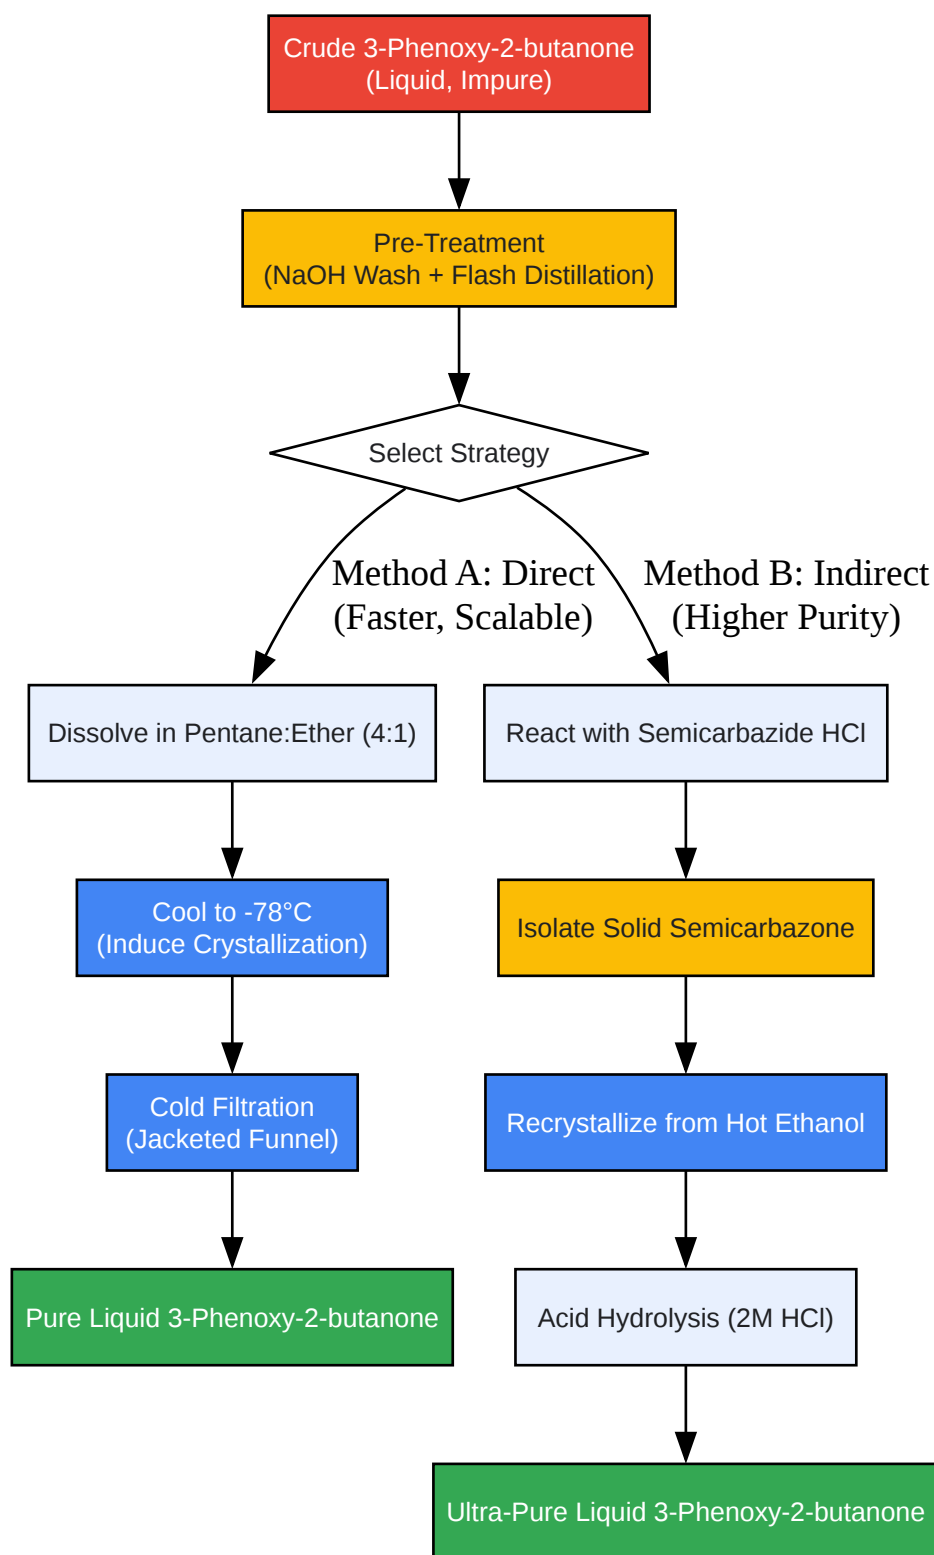 Crude 3-Phenoxy-2-butanone
(Liquid, Impure)
Pre-Treatment
(NaOH Wash + Flash Distillation)
Select Strategy
Method A: Direct
(Faster, Scalable)
Method B: Indirect
(Higher Purity)
Dissolve in Pentane:Ether (4:1)
React with Semicarbazide HCl
Cool to -78°C
(Induce Crystallization)
Isolate Solid Semicarbazone
Cold Filtration
(Jacketed Funnel)
Recrystallize from Hot Ethanol
Pure Liquid 3-Phenoxy-2-butanone
Acid Hydrolysis (2M HCl)
Ultra-Pure Liquid 3-Phenoxy-2-butanone